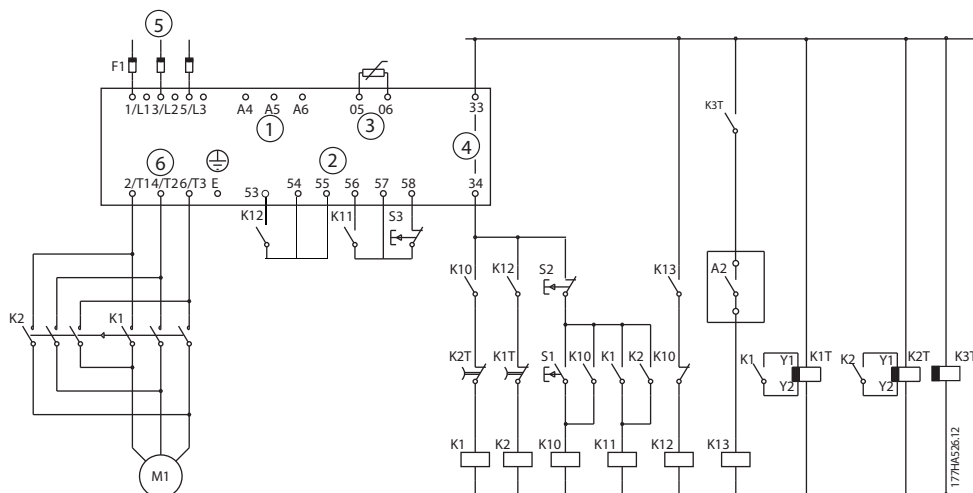 5
F1
1/L1 3/L2 5/L3 A4 A5 A6 05 06 33
1 3 4
6 2
2/T1 4/T2 6/T3 E 53 54 55 56 57 58 34
K12 K11 S3
K3T
K10 K12 S2 K13 A2
K2 K1
K2T K1T S1 K10 K1 K2 K10 K1 Y1 K1T K2 Y1 K2T K3T
Y2 Y2
K1 K2 K10 K11 K12 K13
M1
177HA526.12